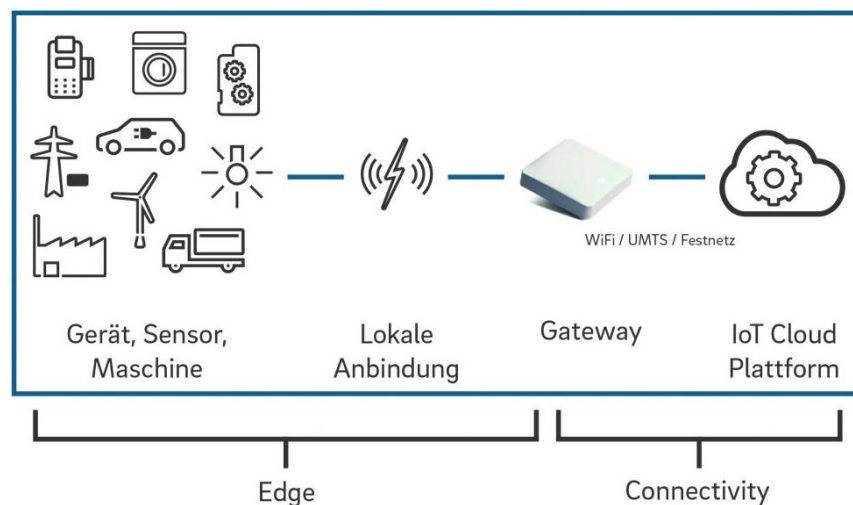 WiFi / UMTS / Festnetz
Gerät, Sensor,
Maschine
Lokale
Anbindung
Gateway
IoT Cloud
Plattform
Edge
Connectivity